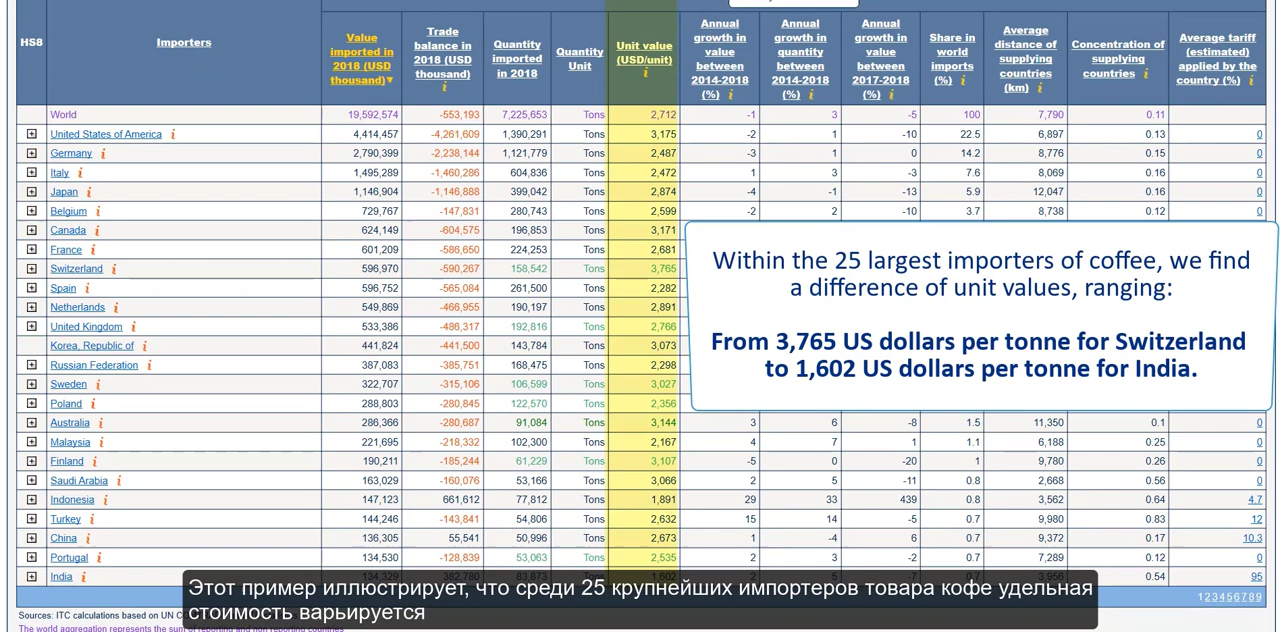 HS8 Importers Value imported in 2018 (USD thousand)▼ Trade balance in 2018 (USD thousand) i Quantity imported in 2018 Quantity Unit Unit value (USD/unit) i Annual growth in value between 2014-2018 (%) i Annual growth in quantity between 2014-2018 (%) i Annual growth in value between 2017-2018 (%) i Share in world imports (%) i Average distance of supplying countries (km) i Concentration of supplying countries i Average tariff (estimated) applied by the country (%) i
World 19,592,574 -553,193 7,225,653 Tons 2,712 -1 3 -5 100 7,790 0.11
United States of America i 4,414,457 -4,261,609 1,390,291 Tons 3,175 -2 1 -10 22.5 6,897 0.13 0
Germany i 2,790,399 -2,238,144 1,121,779 Tons 2,487 -3 1 0 14.2 8,776 0.15 0
Italy i 1,495,289 -1,460,286 604,836 Tons 2,472 1 3 -3 7.6 8,069 0.16 0
Japan i 1,146,904 -1,146,888 399,042 Tons 2,874 -4 -1 -13 5.9 12,047 0.16 0
Belgium i 729,767 -147,831 280,743 Tons 2,599 -2 2 -10 3.7 8,738 0.12 0
Canada i 624,149 -604,575 196,853 Tons 3,171
France i 601,209 -586,650 224,253 Tons 2,681
Switzerland i 596,970 -590,267 158,542 Tons 3,765
Spain i 596,752 -565,084 261,500 Tons 2,282
Netherlands i 549,869 -466,955 190,197 Tons 2,891
United Kingdom i 533,386 -486,317 192,816 Tons 2,766
Korea, Republic of i 441,824 -441,500 143,784 Tons 3,073
Russian Federation i 387,083 -385,751 168,475 Tons 2,298
Sweden i 322,707 -315,106 106,599 Tons 3,027
Poland i 288,803 -280,845 122,570 Tons 2,356
Within the 25 largest importers of coffee, we find
a difference of unit values, ranging:
From 3,765 US dollars per tonne for Switzerland
to 1,602 US dollars per tonne for India.
Australia i 286,366 -280,687 91,084 Tons 3,144 3 6 -8 1.5 11,350 0.1 0
Malaysia i 221,695 -218,332 102,300 Tons 2,167 4 7 1 1.1 6,188 0.25 0
Finland i 190,211 -185,244 61,229 Tons 3,107 -5 0 -20 1 9,780 0.26 0
Saudi Arabia i 163,029 -160,076 53,166 Tons 3,066 2 5 -11 0.8 2,668 0.56 0
Indonesia i 147,123 661,612 77,812 Tons 1,891 29 33 439 0.8 3,562 0.64 4.7
Turkey i 144,246 -143,841 54,806 Tons 2,632 15 14 -5 0.7 9,980 0.83 12
China i 136,305 55,541 50,996 Tons 2,673 1 -4 6 0.7 9,372 0.17 10.3
Portugal i 134,530 -128,839 53,063 Tons 2,535 2 3 -2 0.7 7,289 0.12 0
India i 134,329 382,780 83,873 Tons 1,602 0.54 95
Этот пример иллюстрирует, что среди 25 крупнейших импортеров товара кофе удельная
стоимость варьируется
1 2 3 4 5 6 7 8 9
Sources: ITC calculations based on UN C
The world aggregation represents the sum of reporting and non reporting countries